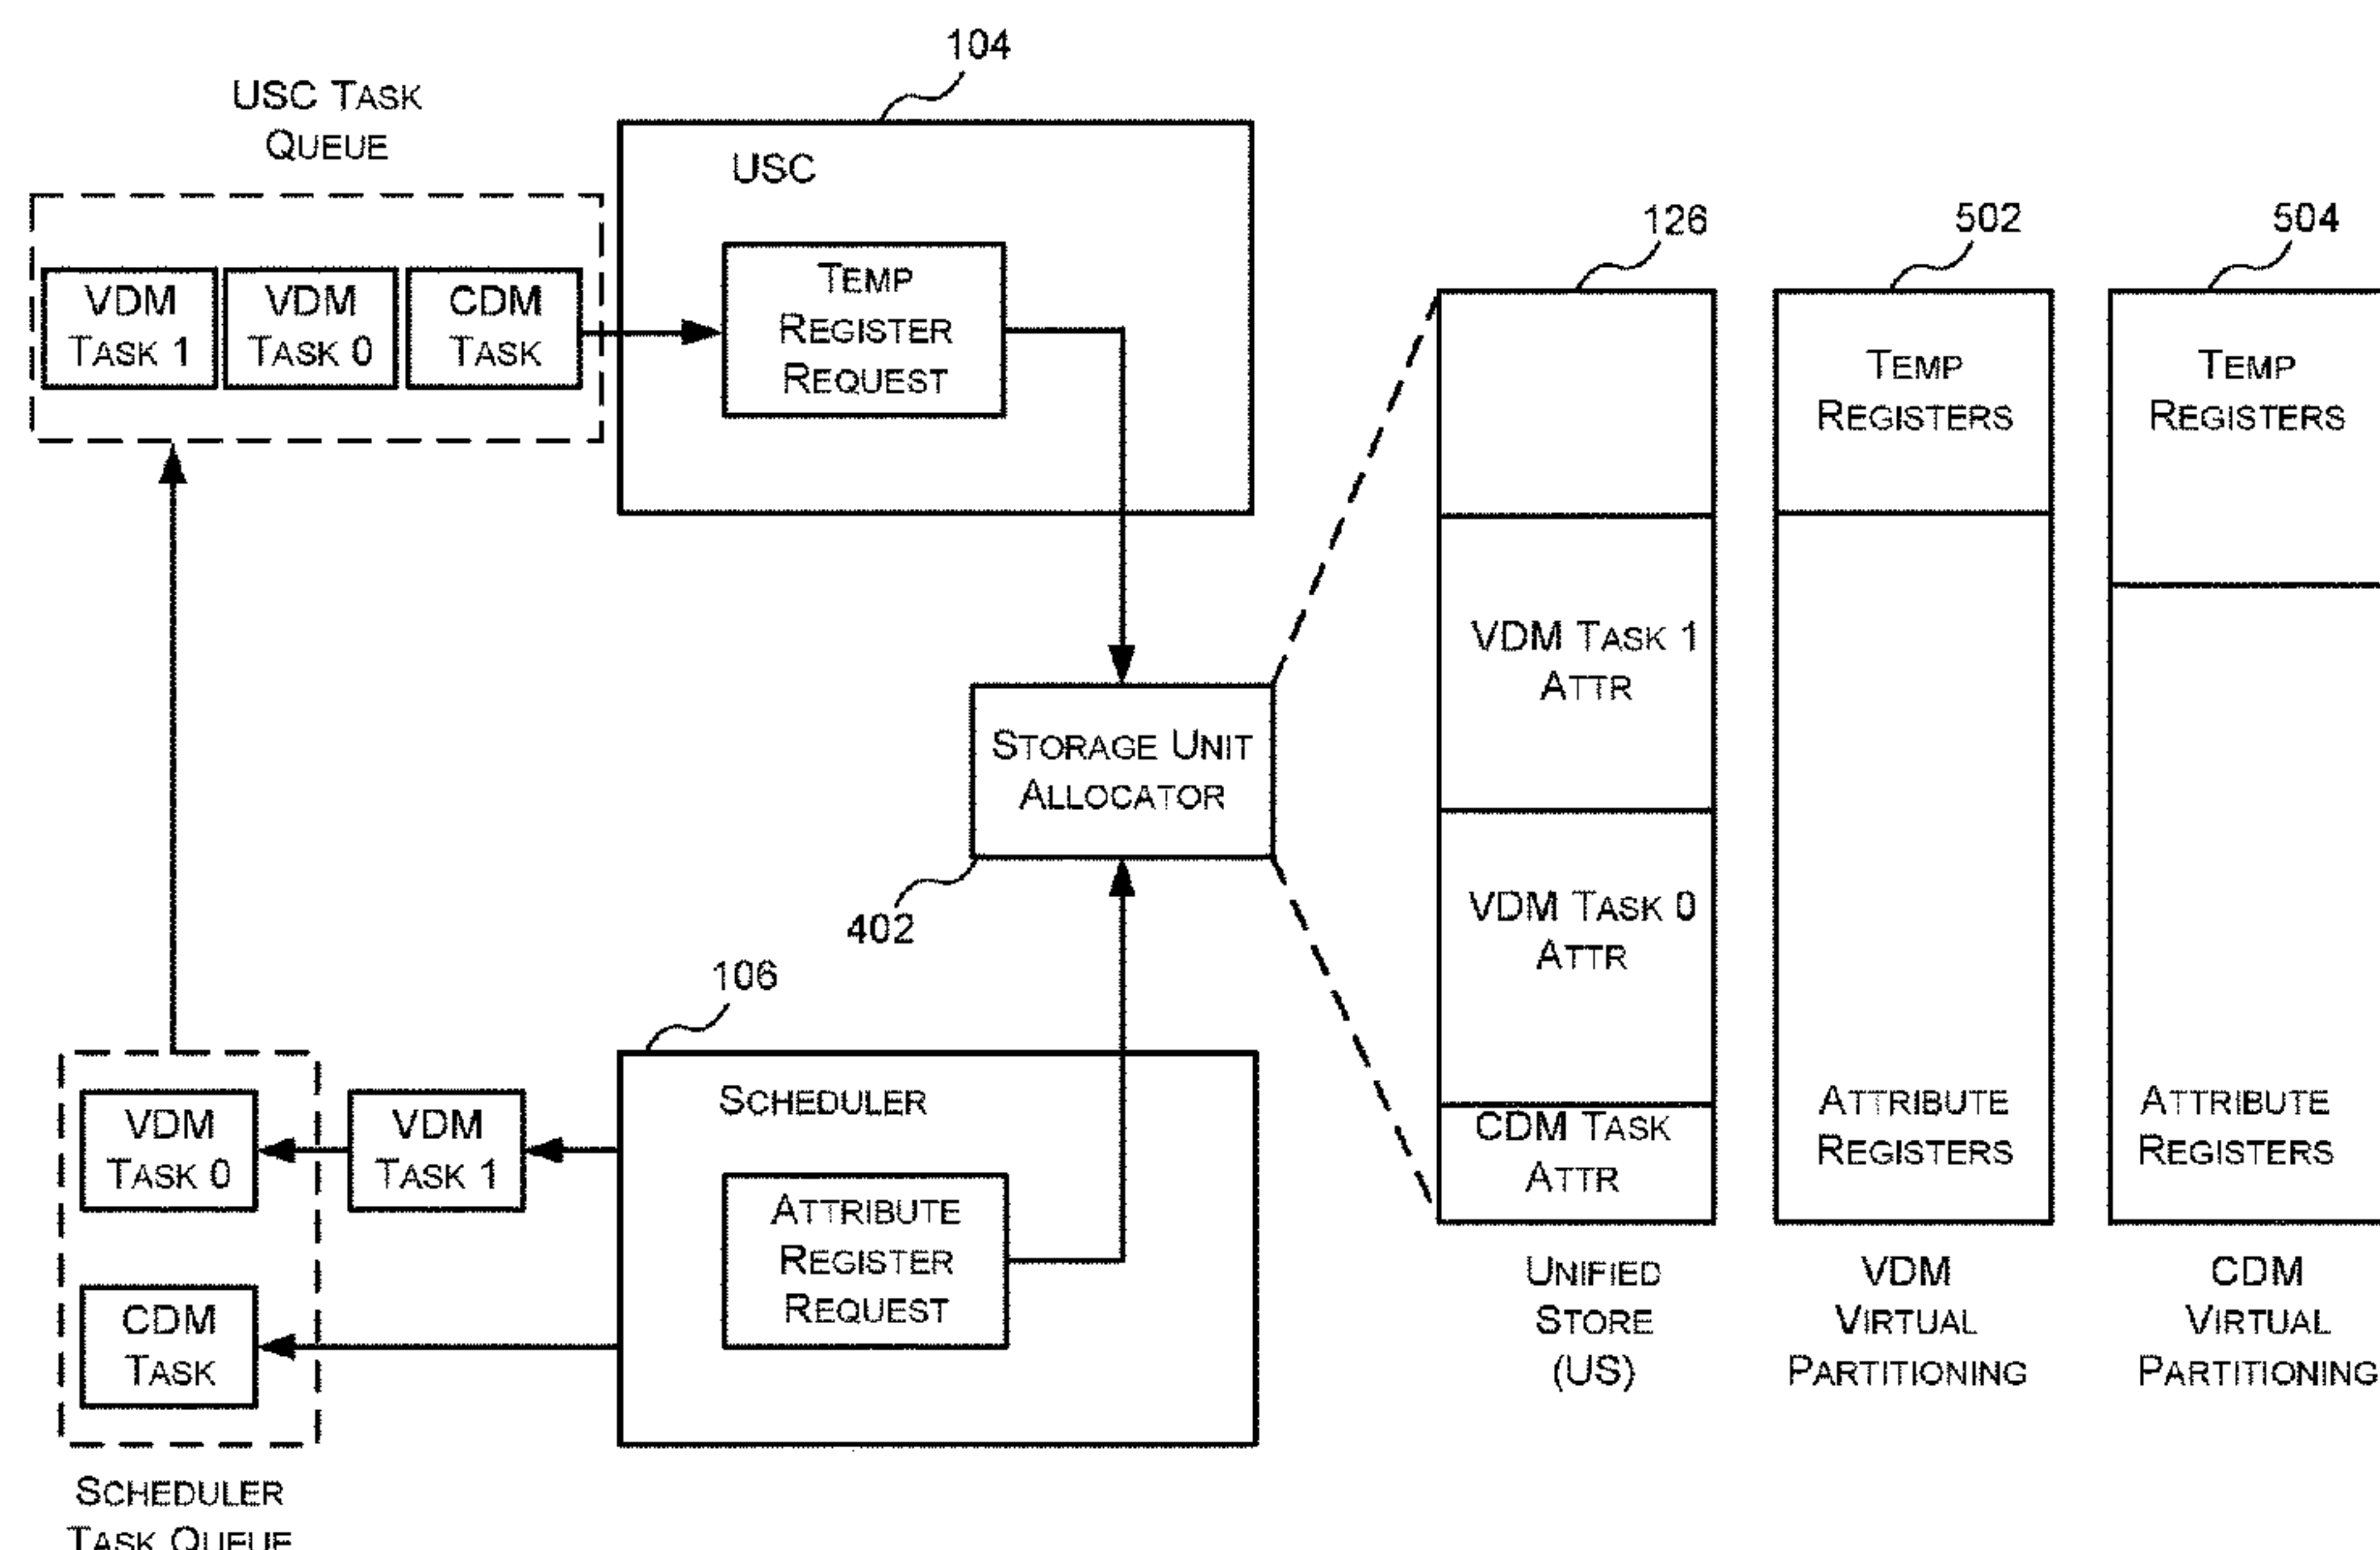 104
USC TASK
QUEUE
USC
126
502
504
VDM
TASK 1
VDM
TASK 0
CDM
TASK
TEMP
REGISTER
REQUEST
TEMP
REGISTERS
TEMP
REGISTERS
VDM TASK 1
ATTR
STORAGE UNIT
ALLOCATOR
402
VDM TASK 0
ATTR
106
VDM
TASK 0
VDM
TASK 1
SCHEDULER
ATTRIBUTE
REGISTER
REQUEST
CDM TASK
ATTR
ATTRIBUTE
REGISTERS
ATTRIBUTE
REGISTERS
CDM
TASK
UNIFIED
STORE
(US)
VDM
VIRTUAL
PARTITIONING
CDM
VIRTUAL
PARTITIONING
SCHEDULER
TASK QUEUE